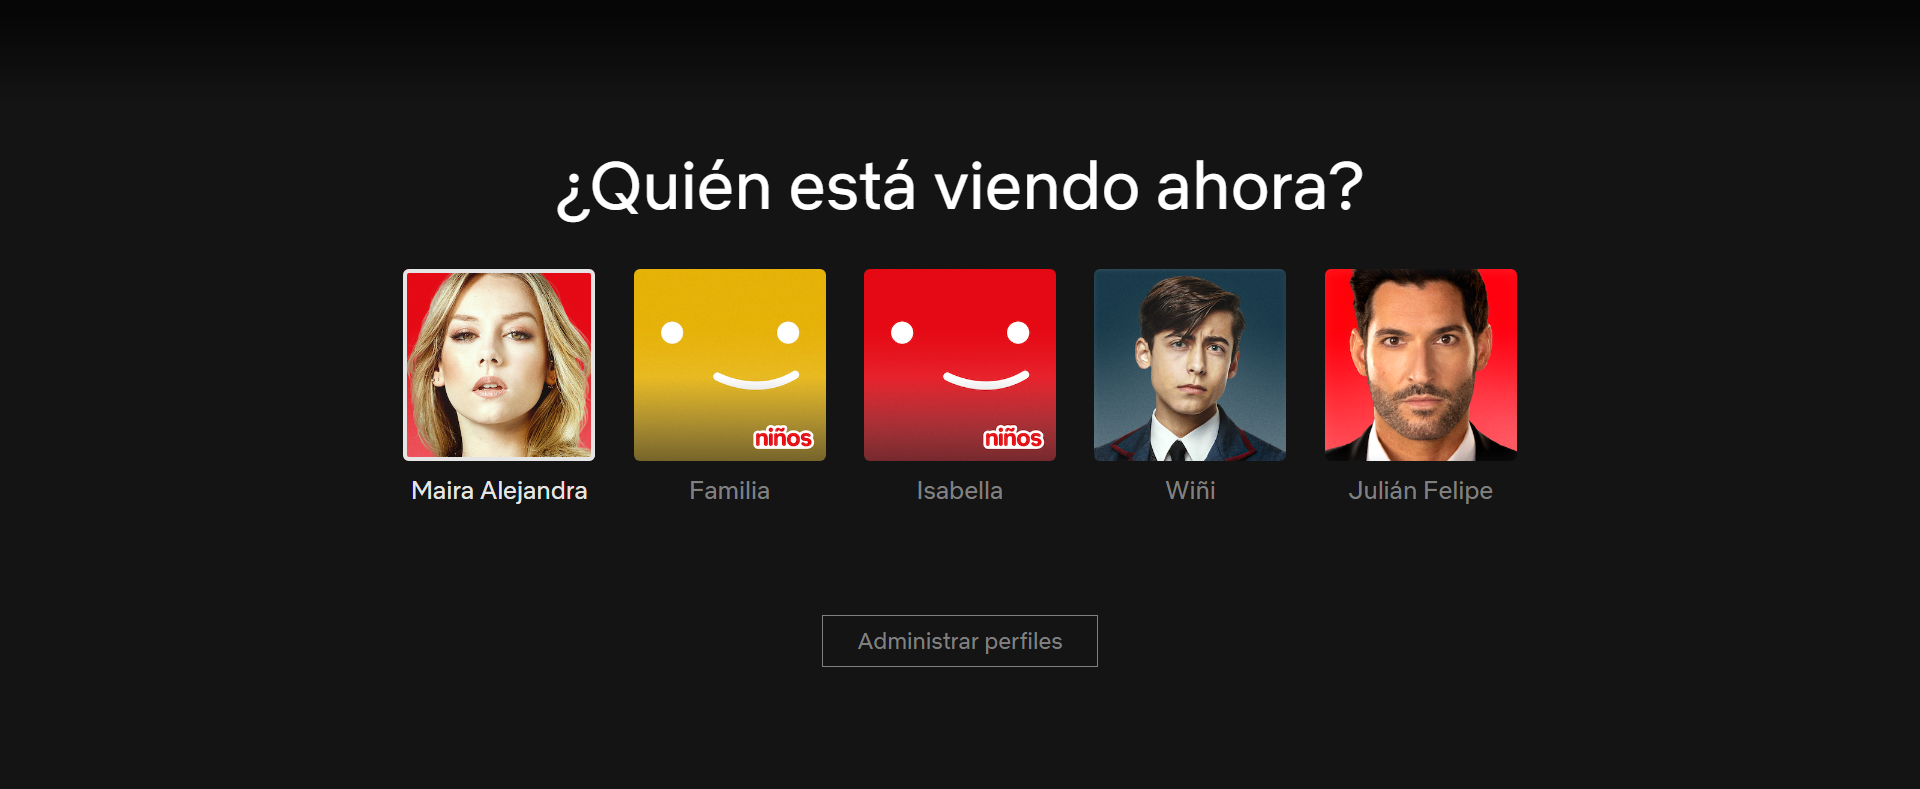 ¿Quién está viendo ahora?
niños
niños
Maira Alejandra
Familia
Isabella
Wiñi
Julián Felipe
Administrar perfiles